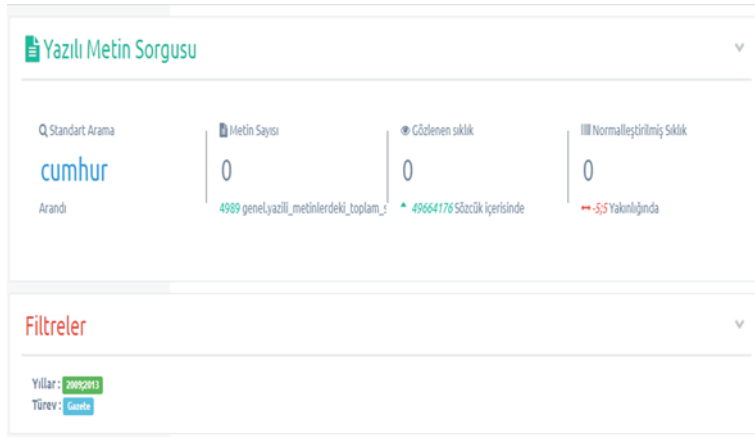 Yazılı Metin Sorgusu
Standart Arama
cumhur
Arandı
Metin Sayısı
0
4989 genel.yazili_metinlerdeki_toplam_s
Gözlenen sıklık
0
49664176 Sözcük içerisinde
Normalleştirilmiş Sıklık
0
-5;5 Yakınlığında
Filtreler
Yıllar : 2009;2013
Türev : Gazete